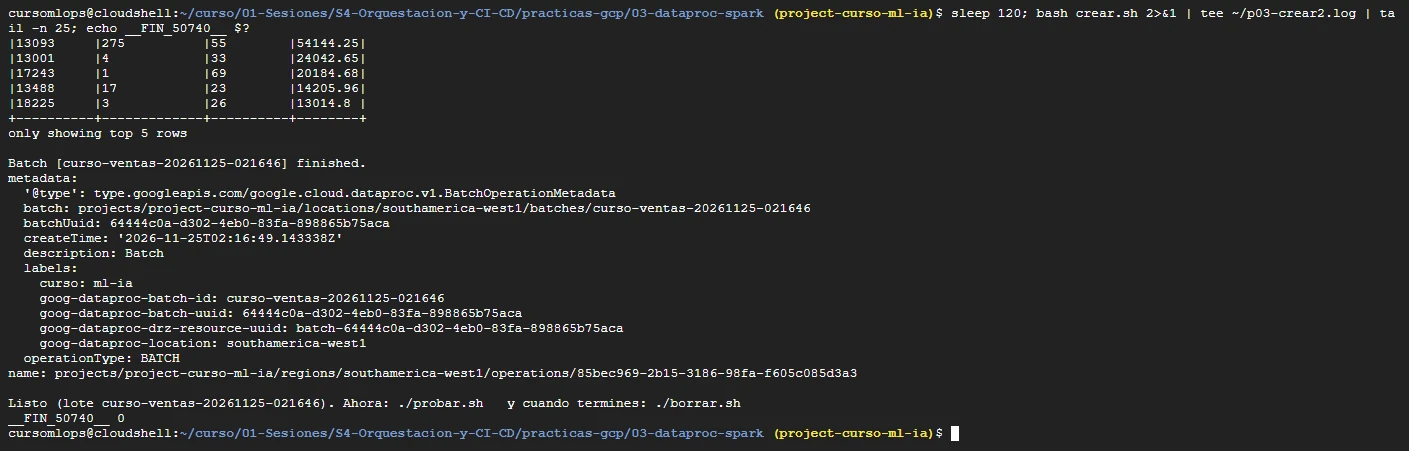 cursomlops@cloudshell:~/curso/01-Sesiones/S4-Orquestacion-y-CI-CD/practicas-gcp/03-dataproc-spark (project-curso-ml-ia)$ sleep 120; bash crear.sh 2>&1 | tee ~/p03-crear2.log | ta
il -n 25; echo __FIN_50740__ $?
|13093     |275          |55        |54144.25|
|13001     |4            |33        |24042.65|
|17243     |1            |69        |20184.68|
|13488     |17           |23        |14205.96|
|18225     |3            |26        |13014.8 |
+----------+-------------+----------+--------+
only showing top 5 rows

Batch [curso-ventas-20261125-021646] finished.
metadata:
  '@type': type.googleapis.com/google.cloud.dataproc.v1.BatchOperationMetadata
  batch: projects/project-curso-ml-ia/locations/southamerica-west1/batches/curso-ventas-20261125-021646
  batchUuid: 64444c0a-d302-4eb0-83fa-898865b75aca
  createTime: '2026-11-25T02:16:49.143338Z'
  description: Batch
  labels:
    curso: ml-ia
    goog-dataproc-batch-id: curso-ventas-20261125-021646
    goog-dataproc-batch-uuid: 64444c0a-d302-4eb0-83fa-898865b75aca
    goog-dataproc-drz-resource-uuid: batch-64444c0a-d302-4eb0-83fa-898865b75aca
    goog-dataproc-location: southamerica-west1
  operationType: BATCH
name: projects/project-curso-ml-ia/regions/southamerica-west1/operations/85bec969-2b15-3186-98fa-f605c085d3a3

Listo (lote curso-ventas-20261125-021646). Ahora: ./probar.sh   y cuando termines: ./borrar.sh
__FIN_50740__ 0
cursomlops@cloudshell:~/curso/01-Sesiones/S4-Orquestacion-y-CI-CD/practicas-gcp/03-dataproc-spark (project-curso-ml-ia)$